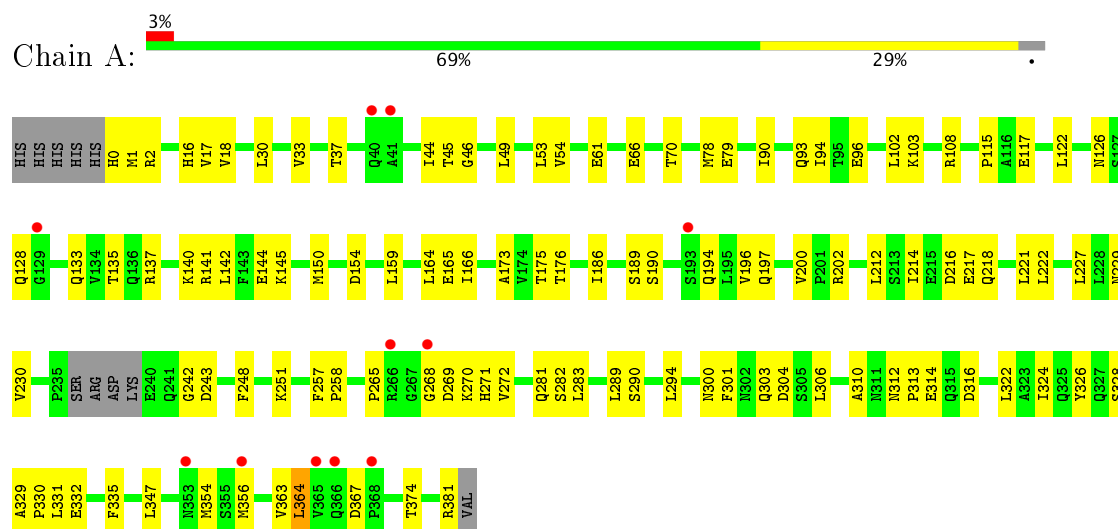 3%
Chain A:
69% 29% •
HIS HIS HIS HIS HIS H0 M1 R2 H16 V17 V18 L30 V33 T37 Q40 A41 I44 T45 G46 L49 L53 V54 E61 E66 T70 M78 E79 I90 Q93 I94 T95 E96 L102 K103 R108 P115 A116 E117 L122 N126 S127
Q128 G129 Q133 V134 T135 Q136 R137 K140 R141 L142 F143 E144 K145 M150 D154 L159 L164 E165 I166 A173 V174 T175 T176 I186 S189 S190 S193 Q194 L195 V196 Q197 V200 P201 R202 L212 S213 I214 E215 D216 E217 Q218 L221 L222 L227 L228 N229
V230 P235 SER ARG ASP LYS E240 Q241 G242 D243 F248 K251 F257 P258 P265 R266 G267 G268 D269 K270 H271 V272 Q281 S282 L283 L289 S290 L294 N300 F301 N302 Q303 D304 S305 L306 A310 N311 N312 P313 E314 Q315 D316 L322 A323 I324 Q325 Y326 Q327 S328
A329 P330 L331 E332 F335 L347 N353 M354 S355 M356 V363 L364 V365 Q366 D367 P368 T374 R381 VAL